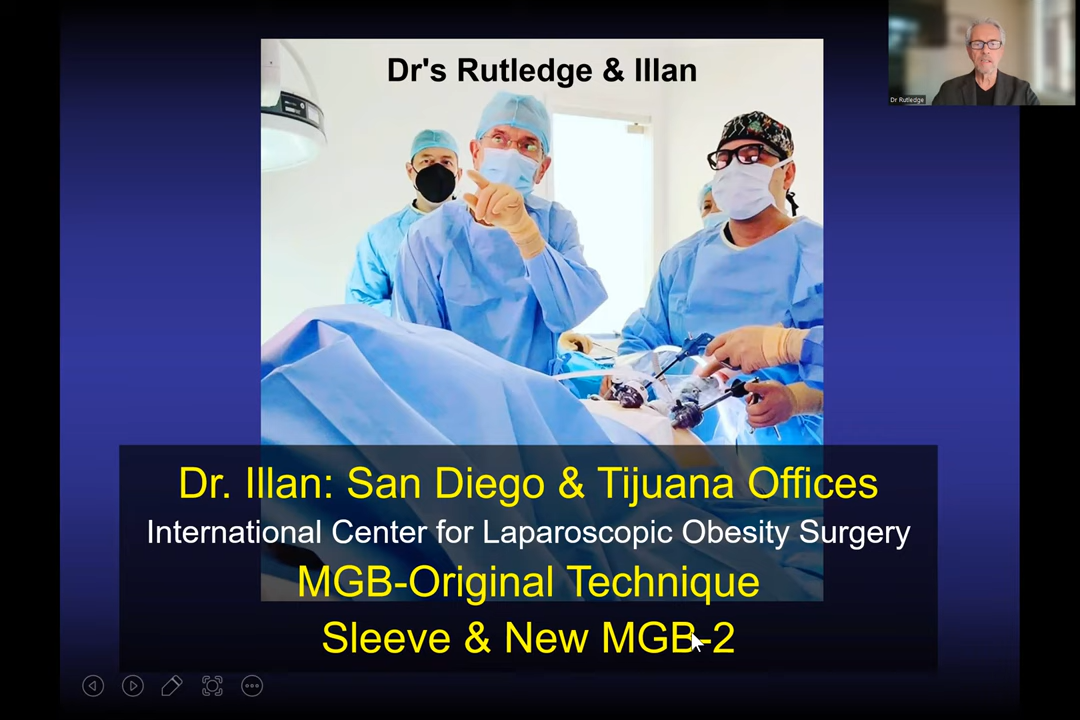 Dr's Rutledge & Illan
Dr Rutledge
Dr. Illan: San Diego & Tijuana Offices
International Center for Laparoscopic Obesity Surgery
MGB-Original Technique
Sleeve & New MGB-2